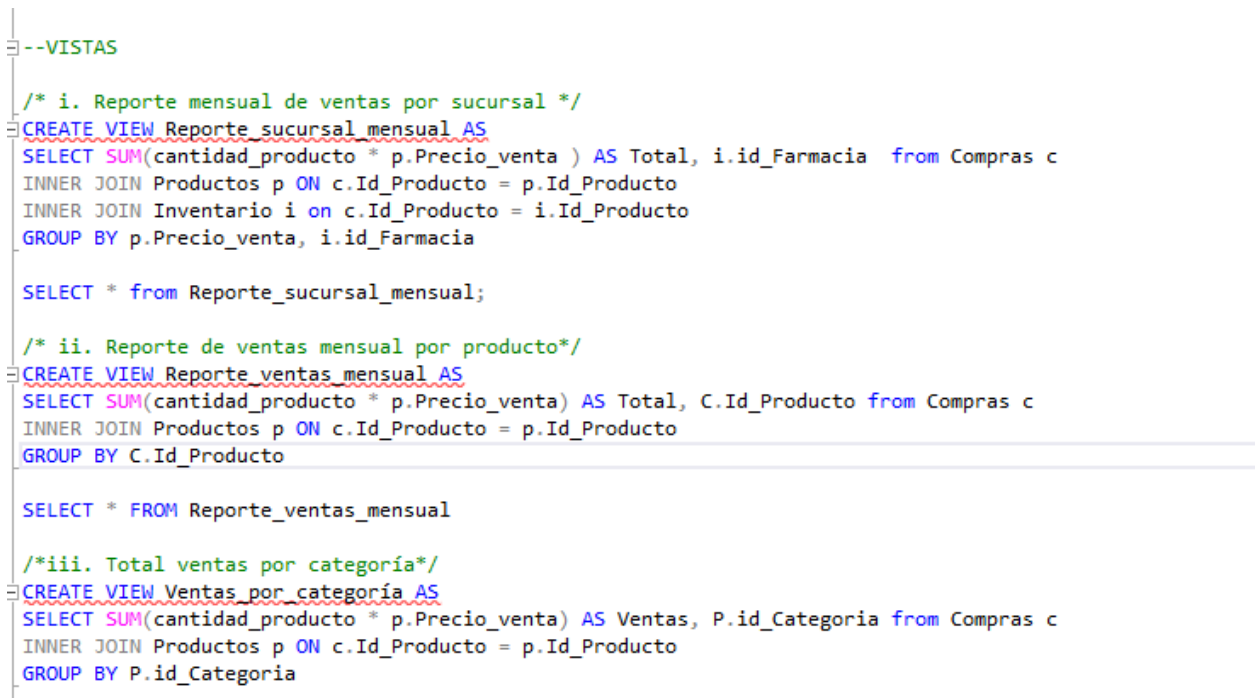 --VISTAS
/* i. Reporte mensual de ventas por sucursal */
CREATE VIEW Reporte_sucursal_mensual AS
SELECT SUM(cantidad_producto * p.Precio_venta ) AS Total, i.id_Farmacia  from Compras c
INNER JOIN Productos p ON c.Id_Producto = p.Id_Producto
INNER JOIN Inventario i on c.Id_Producto = i.Id_Producto
GROUP BY p.Precio_venta, i.id_Farmacia
SELECT * from Reporte_sucursal_mensual;
/* ii. Reporte de ventas mensual por producto*/
CREATE VIEW Reporte_ventas_mensual AS
SELECT SUM(cantidad_producto * p.Precio_venta) AS Total, C.Id_Producto from Compras c
INNER JOIN Productos p ON c.Id_Producto = p.Id_Producto
GROUP BY C.Id_Producto
SELECT * FROM Reporte_ventas_mensual
/*iii. Total ventas por categoría*/
CREATE VIEW Ventas_por_categoría AS
SELECT SUM(cantidad_producto * p.Precio_venta) AS Ventas, P.id_Categoria from Compras c
INNER JOIN Productos p ON c.Id_Producto = p.Id_Producto
GROUP BY P.id_Categoria